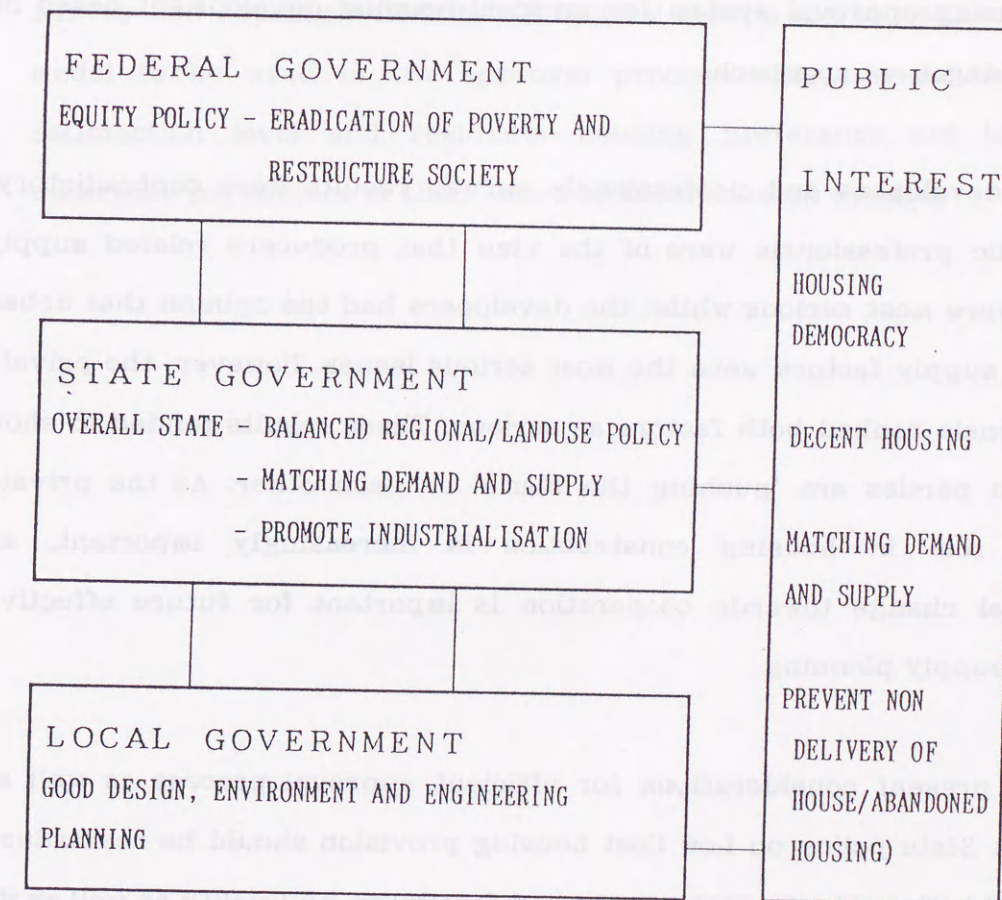 FEDERAL GOVERNMENT
EQUITY POLICY - ERADICATION OF POVERTY AND
RESTRUCTURE SOCIETY
STATE GOVERNMENT
OVERALL STATE - BALANCED REGIONAL/LANDUSE POLICY
- MATCHING DEMAND AND SUPPLY
- PROMOTE INDUSTRIALISATION
LOCAL GOVERNMENT
GOOD DESIGN, ENVIRONMENT AND ENGINEERING
PLANNING
PUBLIC
INTEREST
HOUSING
DEMOCRACY
DECENT HOUSING
MATCHING DEMAND
AND SUPPLY
PREVENT NON
DELIVERY OF
HOUSE/ABANDONED
HOUSING)